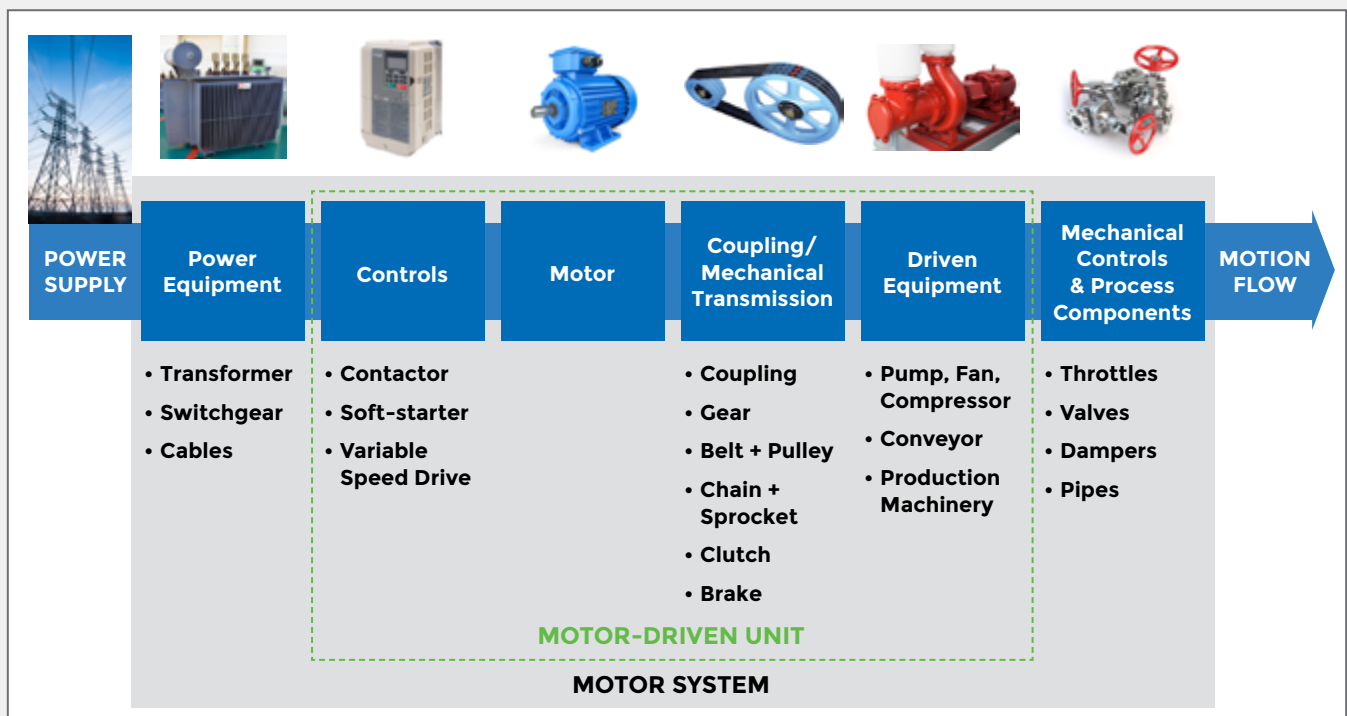 POWER
SUPPLY
Power
Equipment
Controls
Motor
Coupling/
Mechanical
Transmission
Driven
Equipment
Mechanical
Controls
& Process
Components
MOTION
FLOW
• Transformer
• Switchgear
• Cables
• Contactor
• Soft-starter
• Variable
Speed Drive
• Coupling
• Gear
• Belt + Pulley
• Chain +
Sprocket
• Clutch
• Brake
• Pump, Fan,
Compressor
• Conveyor
• Production
Machinery
• Throttles
• Valves
• Dampers
• Pipes
MOTOR-DRIVEN UNIT
MOTOR SYSTEM